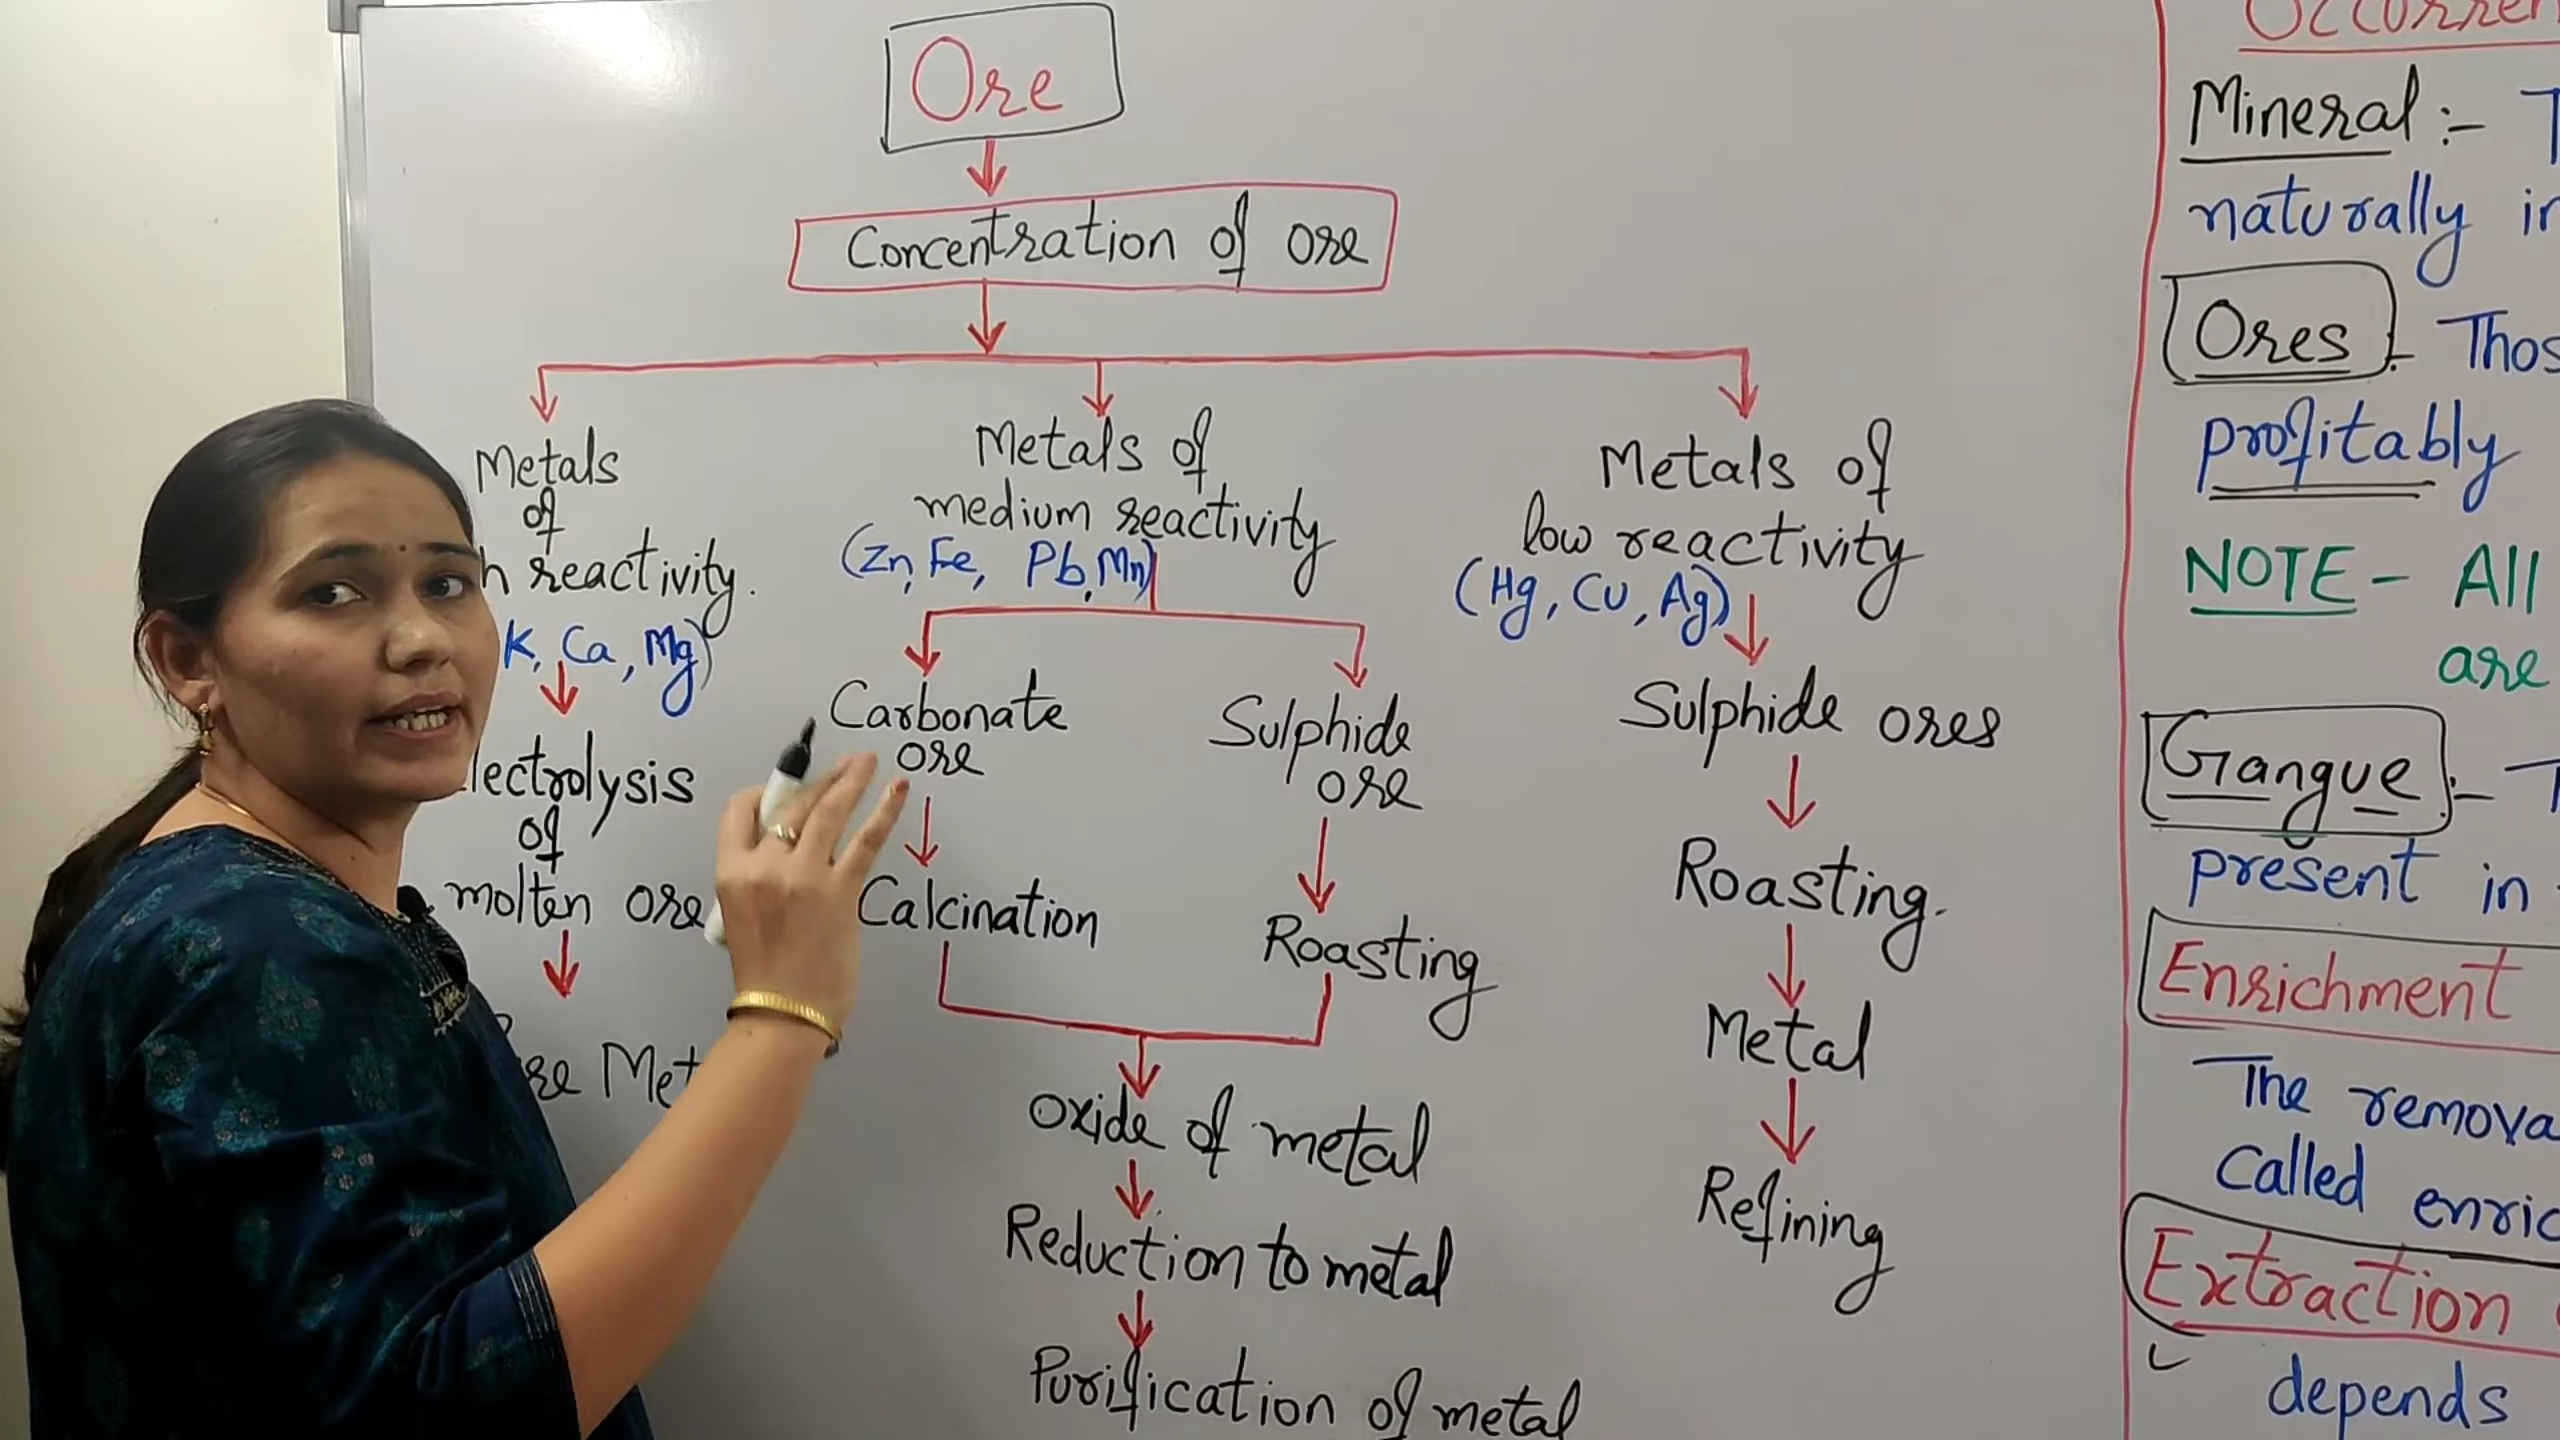 Ore
Concentration of ore
Metals
of
reactivity.
K, Ca, Mg)
lectrolysis
of
molten ore
Metals of
medium reactivity
(Zn, Fe, Pb, Mn)
Carbonate
ore
Calcination
Sulphide
ore
Roasting
Oxide of metal
Reduction to metal
Purification of metal
Metals of
low reactivity
(Hg, Cu, Ag)
Sulphide ores
Roasting.
Metal
Refining
Mineral :-
naturally in
Ores :-
profitably
NOTE - All
are
Gangue :-
present in
Enrichment
The remova
Called enric
Extraction
depends